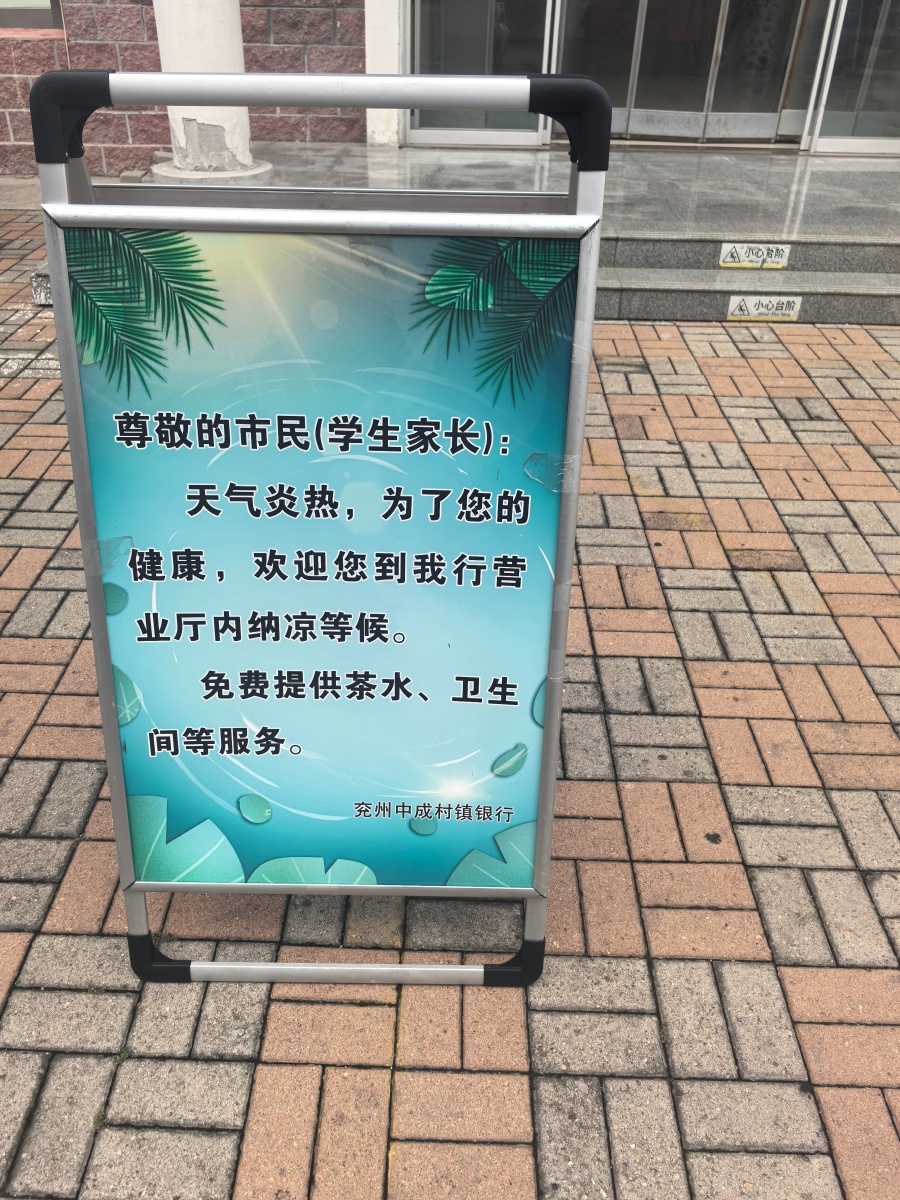 尊敬的市民(学生家长):
天气炎热，为了您的
健康，欢迎您到我行营
业厅内纳凉等候。
免费提供茶水、卫生
间等服务。
兖州中成村镇银行
小心台阶
小心台阶